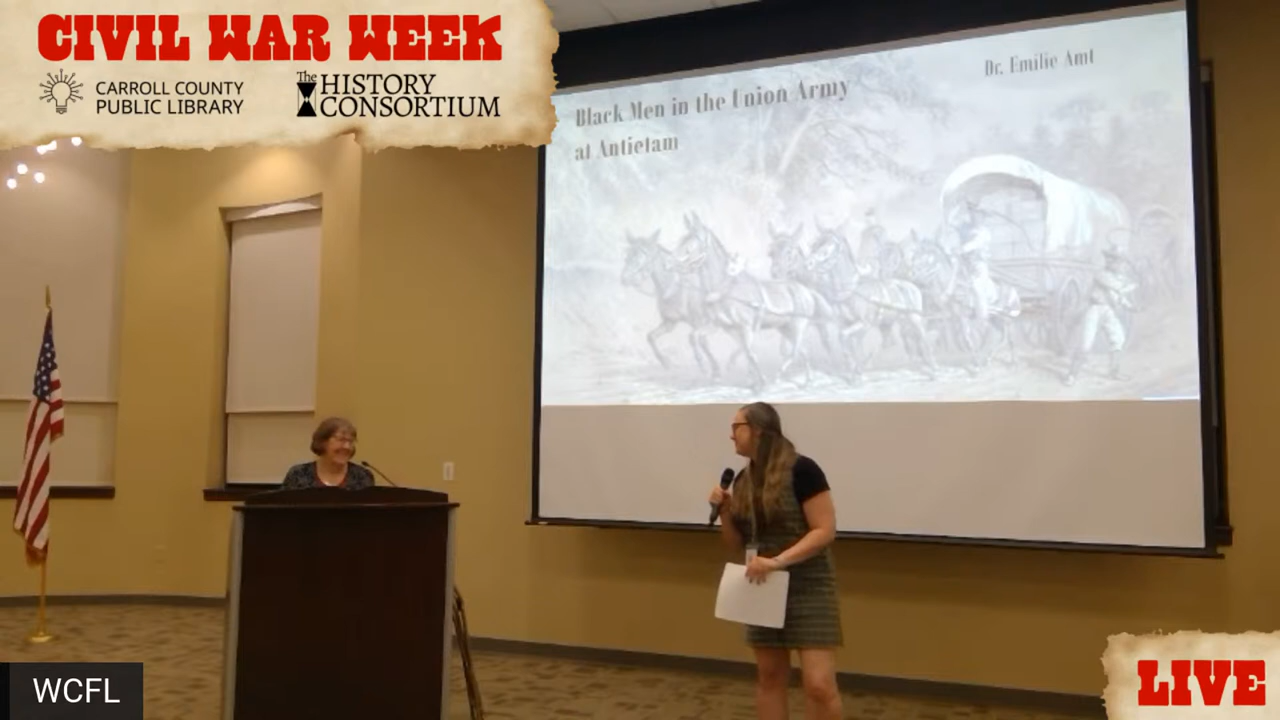 CIVIL WAR WEEK
CARROLL COUNTY
PUBLIC LIBRARY
The HISTORY
CONSORTIUM
Dr. Emilie Amt
Black Men in the Union Army
at Antietam
WCFL
LIVE